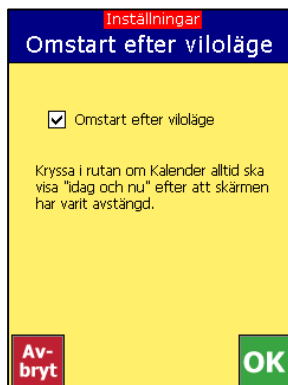 Inställningar
Omstart efter viloläge
Omstart efter viloläge
Kryssa i rutan om Kalender alltid ska
visa "idag och nu" efter att skärmen
har varit avstängd.
Av-
bryt
OK